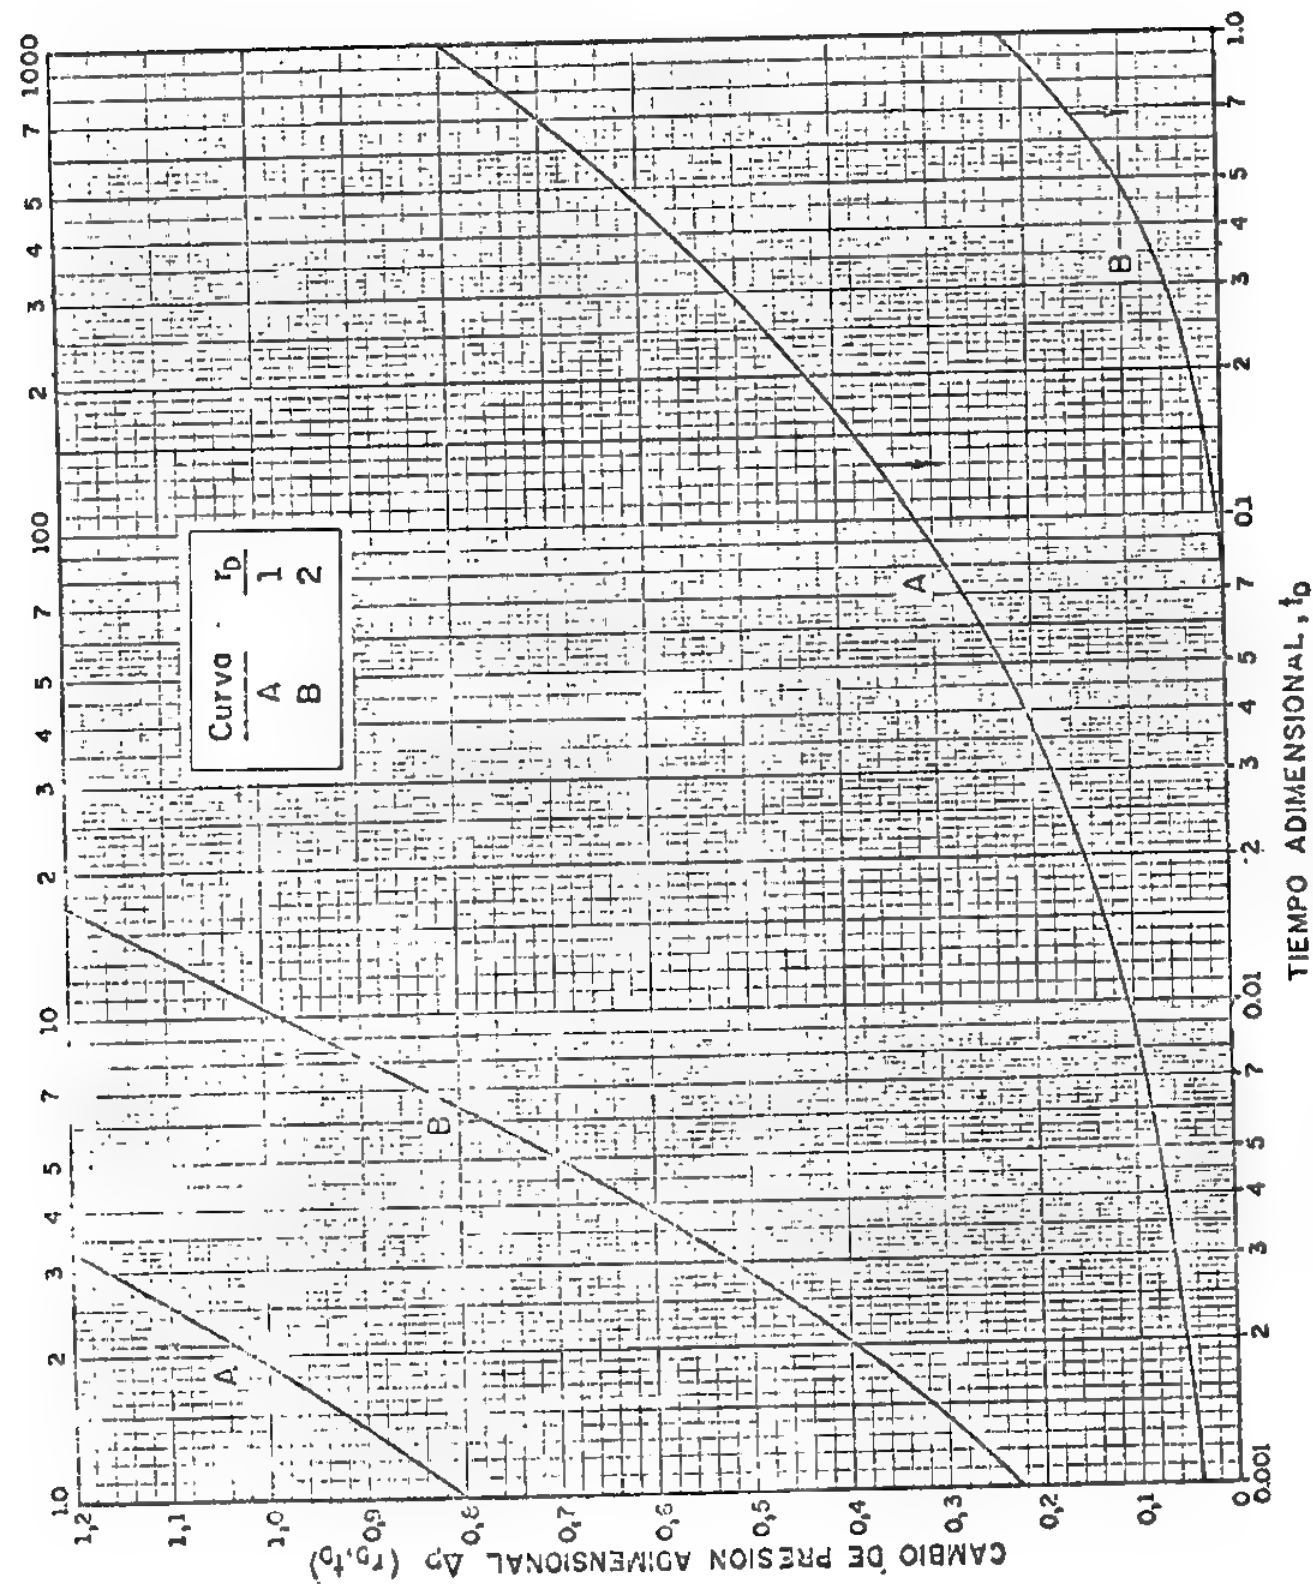 1.0 2 3 4 5 7 10 2 3 4 5 7 100 2 3 4 5 7 1000
Curva rD
A 1
B 2
A
B
A
B
1,2
1,1
1,0
0,9
0,8
0,7
0,6
0,5
0,4
0,3
0,2
0,1
0
CAMBIO DE PRESION ADIMENSIONAL Δp (rD,tD)
0.001 2 3 4 5 7 0.01 2 3 4 5 7 0.1 2 3 4 5 7 1.0
TIEMPO ADIMENSIONAL, tD